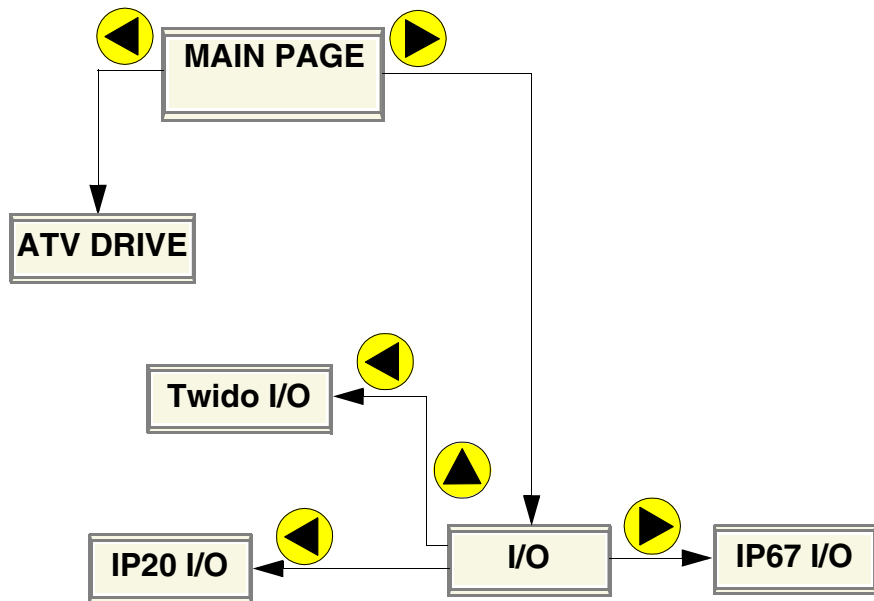 MAIN PAGE
ATV DRIVE
Twido I/O
IP20 I/O
I/O
IP67 I/O